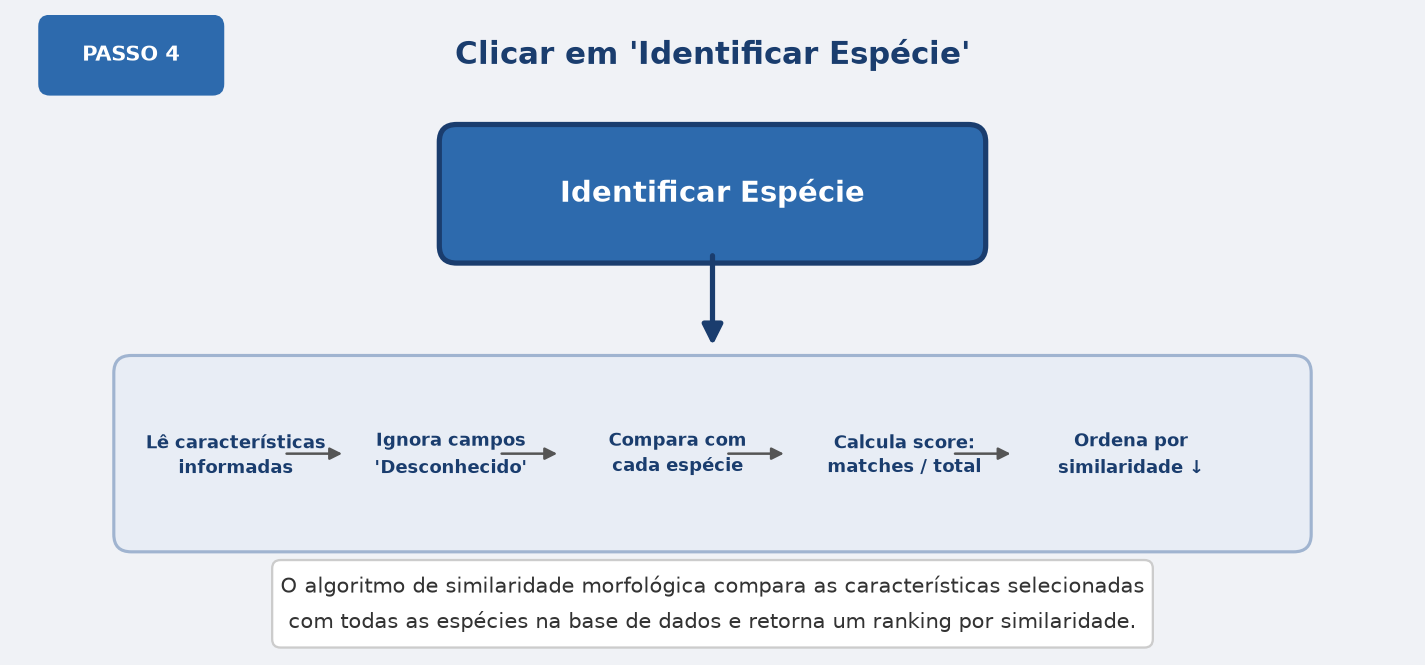 PASSO 4
Clicar em 'Identificar Espécie'
Identificar Espécie
Lê características
informadas
Ignora campos
'Desconhecido'
Compara com
cada espécie
Calcula score:
matches / total
Ordena por
similaridade ↓
O algoritmo de similaridade morfológica compara as características selecionadas
com todas as espécies na base de dados e retorna um ranking por similaridade.